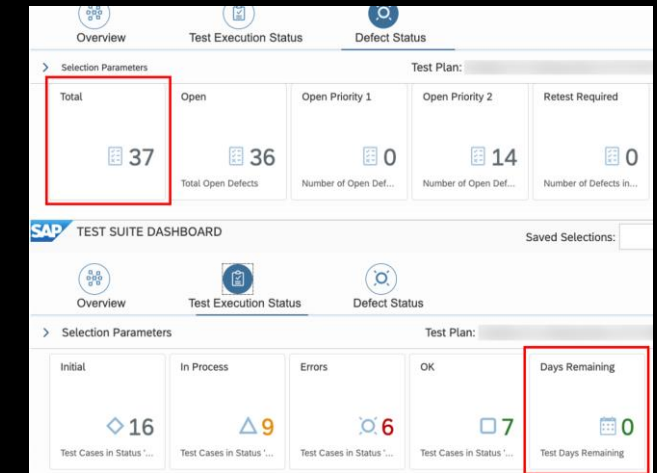 Overview Test Execution Status Defect Status
Selection Parameters Test Plan:
Total Open Open Priority 1 Open Priority 2 Retest Required
37 36 0 14 0
Total Open Defects Number of Open Def... Number of Open Def... Number of Defects in...
SAP TEST SUITE DASHBOARD Saved Selections:
Overview Test Execution Status Defect Status
Selection Parameters Test Plan:
Initial In Process Errors OK Days Remaining
16 9 6 7 0
Test Cases in Status '... Test Cases in Status '... Test Cases in Status '... Test Cases in Status '... Test Days Remaining